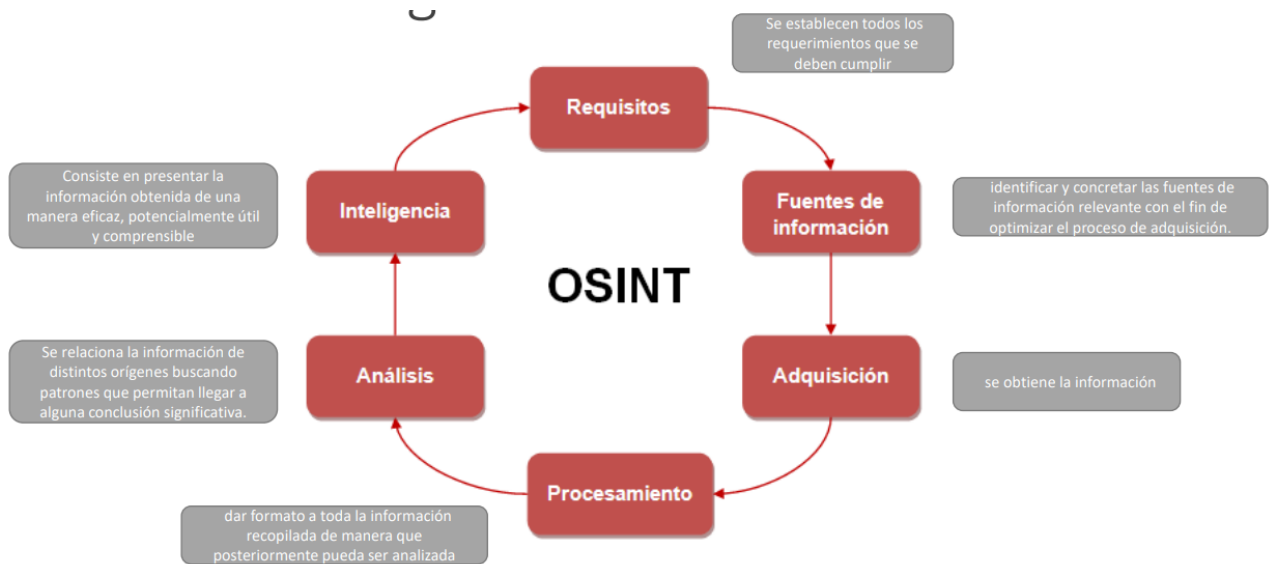 Se establecen todos los
requerimientos que se
deben cumplir
Requisitos
Consiste en presentar la
información obtenida de una
manera eficaz, potencialmente útil
y comprensible
Inteligencia
Fuentes de
información
identificar y concretar las fuentes de
información relevante con el fin de
optimizar el proceso de adquisición.
OSINT
Se relaciona la información de
distintos orígenes buscando
patrones que permitan llegar a
alguna conclusión significativa.
Análisis
Adquisición
se obtiene la información
Procesamiento
dar formato a toda la información
recopilada de manera que
posteriormente pueda ser analizada